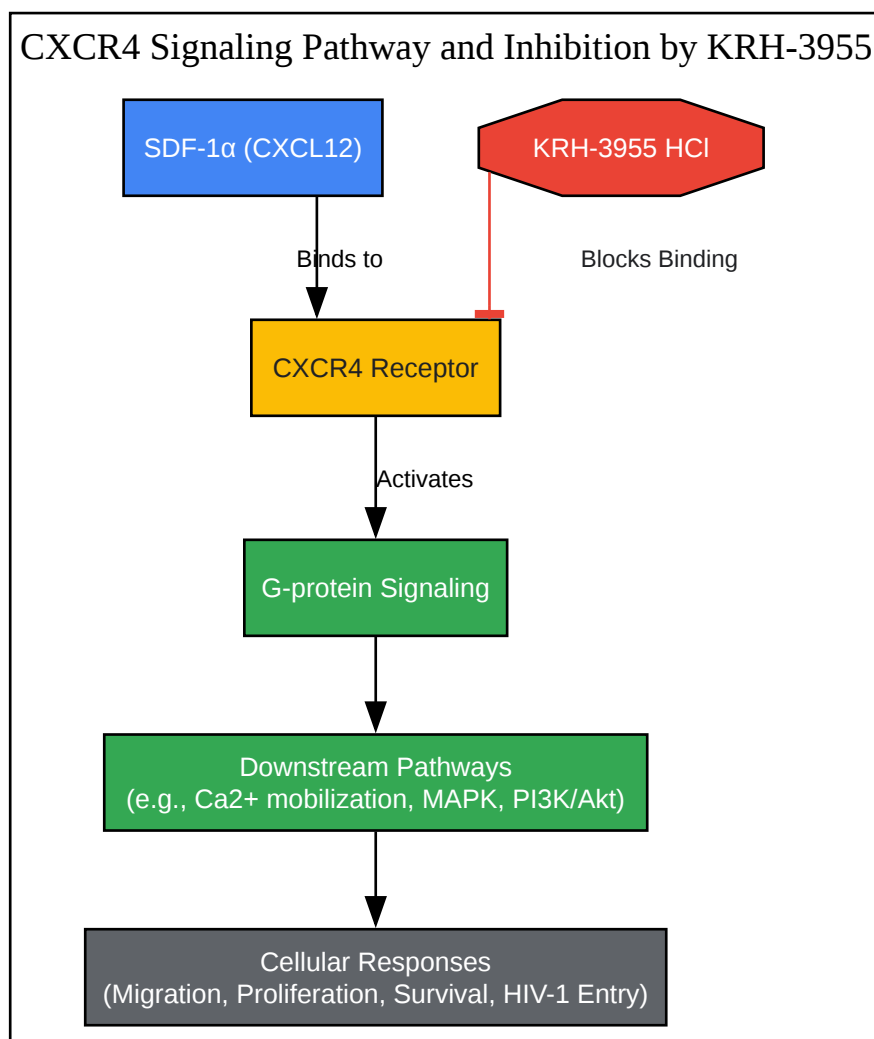 CXCR4 Signaling Pathway and Inhibition by KRH-3955
SDF-1α (CXCL12)
KRH-3955 HCl
Binds to
Blocks Binding
CXCR4 Receptor
Activates
G-protein Signaling
Downstream Pathways
(e.g., Ca2+ mobilization, MAPK, PI3K/Akt)
Cellular Responses
(Migration, Proliferation, Survival, HIV-1 Entry)